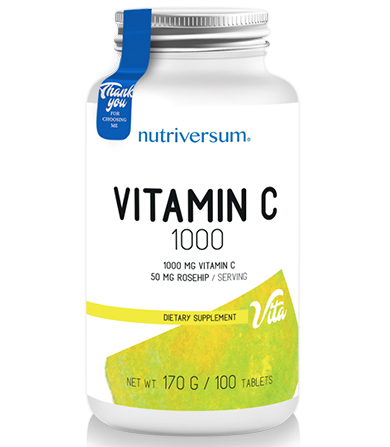 Thank
you
FOR
CHOOSING
ME
nutriversum®
VITAMIN C
1000
1000 MG VITAMIN C
50 MG ROSEHIP / SERVING
DIETARY SUPPLEMENT
Vita
NET WT 170 G / 100 TABLETS